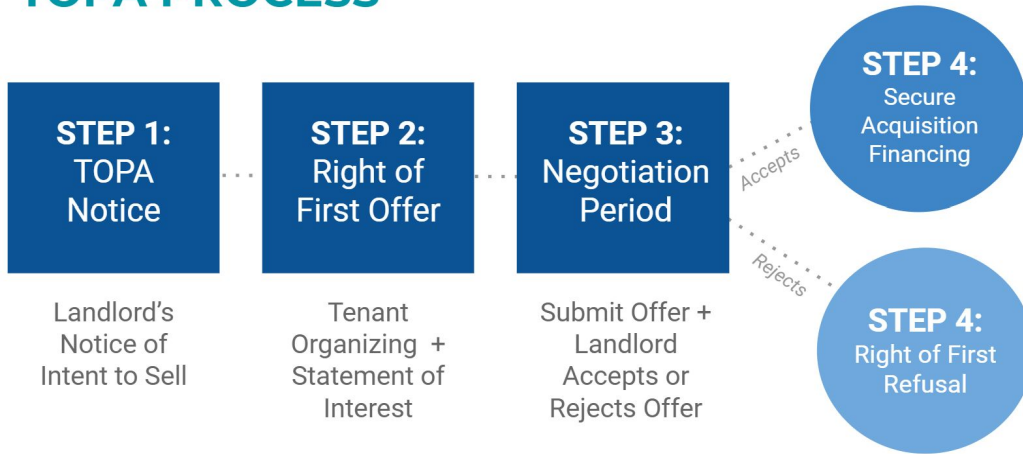 TOPA PROCESS
STEP 1:
TOPA
Notice
Landlord's
Notice of
Intent to Sell
STEP 2:
Right of
First Offer
Tenant
Organizing +
Statement of
Interest
STEP 3:
Negotiation
Period
Submit Offer +
Landlord
Accepts or
Rejects Offer
Accepts
STEP 4:
Secure
Acquisition
Financing
Rejects
STEP 4:
Right of First
Refusal